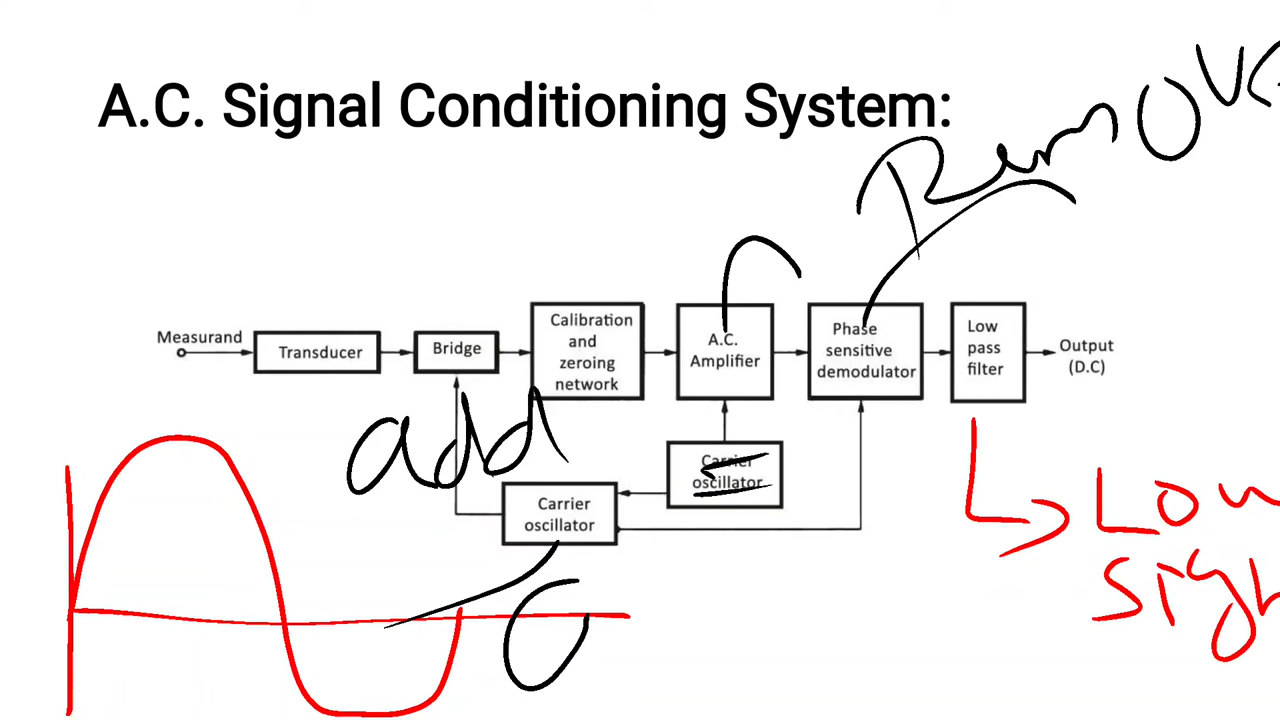 A.C. Signal Conditioning System:
Remove
Measurand
Transducer
Bridge
Calibration
and
zeroing
network
A.C.
Amplifier
Phase
sensitive
demodulator
Low
pass
filter
Output
(D.C)
add
Carrier
oscillator
Carrier
oscillator
Low
Sign